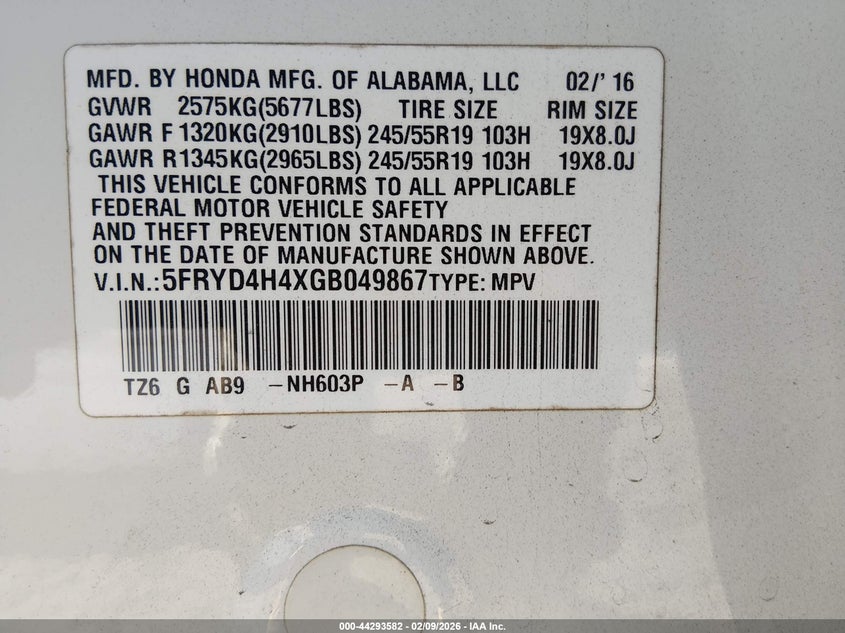 MFD. BY HONDA MFG. OF ALABAMA, LLC 02/' 16
GVWR 2575KG(5677LBS) TIRE SIZE RIM SIZE
GAWR F 1320KG(2910LBS) 245/55R19 103H 19X8.0J
GAWR R 1345KG(2965LBS) 245/55R19 103H 19X8.0J
THIS VEHICLE CONFORMS TO ALL APPLICABLE
FEDERAL MOTOR VEHICLE SAFETY
AND THEFT PREVENTION STANDARDS IN EFFECT
ON THE DATE OF MANUFACTURE SHOWN ABOVE.
V.I.N.:5FRYD4H4XGB049867 TYPE: MPV
TZ6 G AB9 -NH603P -A -B
000-44293582 - 02/09/2026 - IAA Inc.